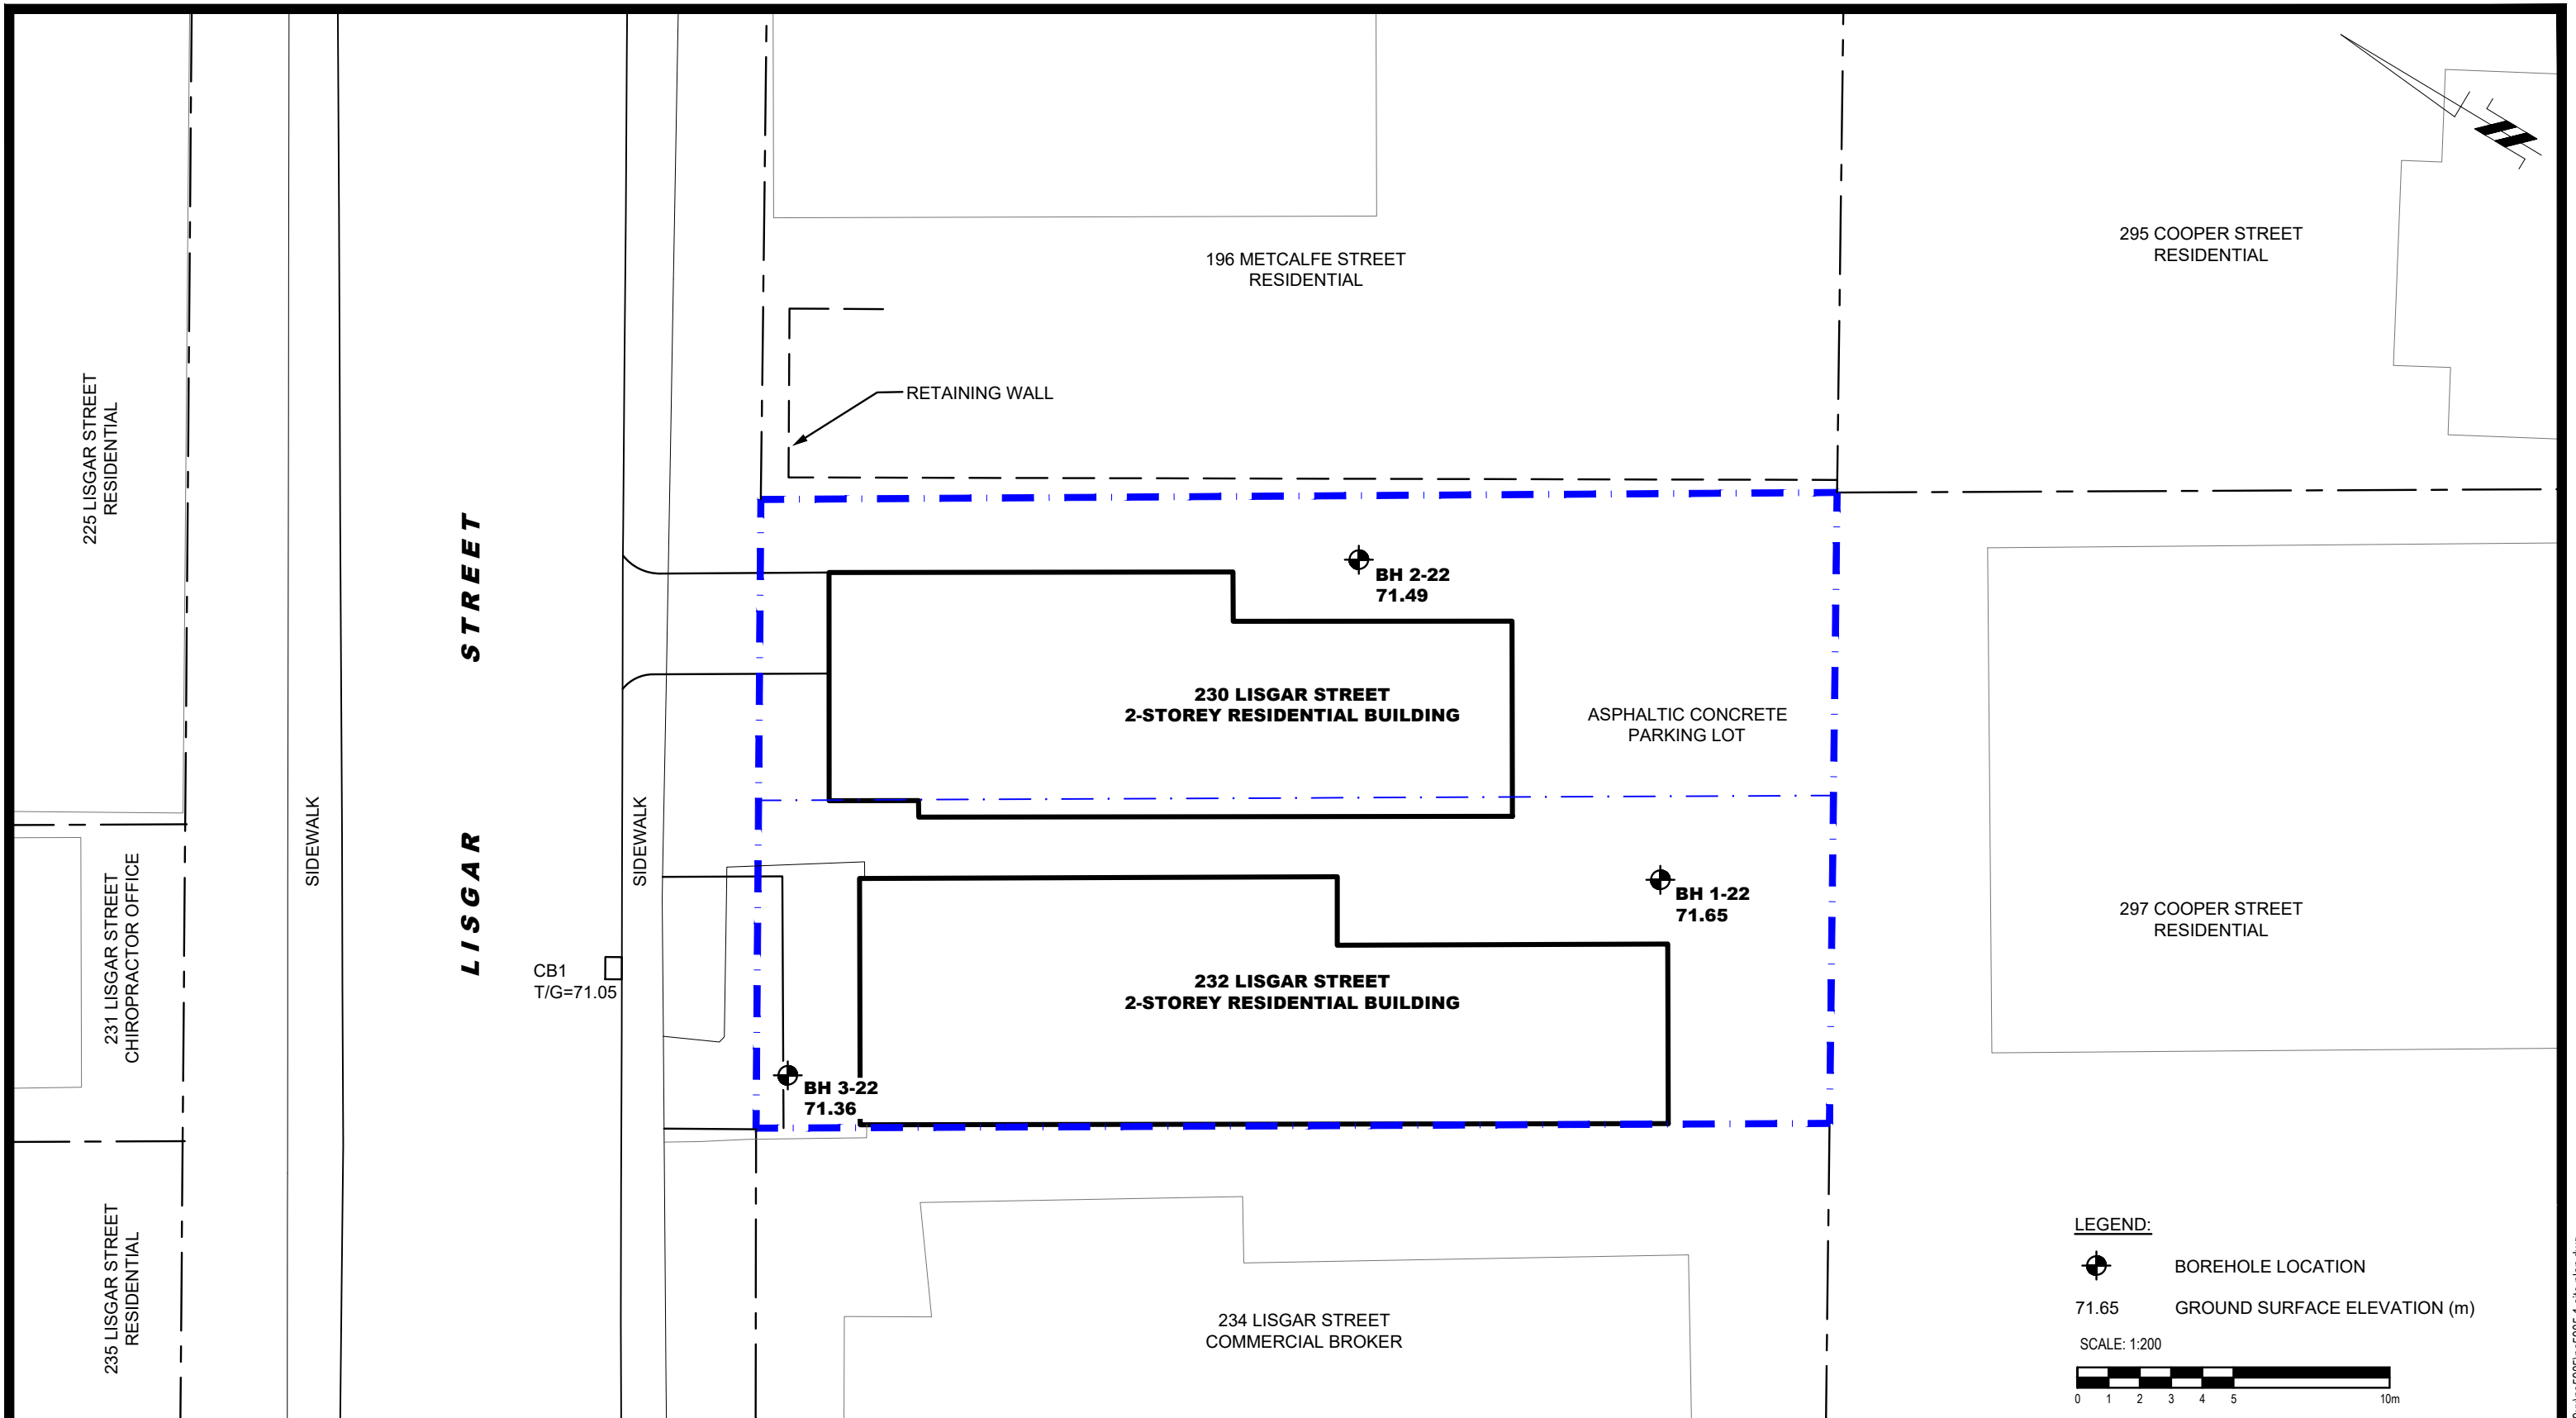 196 METCALFE STREET
RESIDENTIAL
295 COOPER STREET
RESIDENTIAL
RETAINING WALL
225 LISGAR STREET
RESIDENTIAL
LISGAR STREET
BH 2-22
71.49
230 LISGAR STREET
2-STOREY RESIDENTIAL BUILDING
ASPHALTIC CONCRETE
PARKING LOT
SIDEWALK
SIDEWALK
231 LISGAR STREET
CHIROPRACTOR OFFICE
BH 1-22
71.65
297 COOPER STREET
RESIDENTIAL
CB1
T/G=71.05
232 LISGAR STREET
2-STOREY RESIDENTIAL BUILDING
BH 3-22
71.36
235 LISGAR STREET
RESIDENTIAL
234 LISGAR STREET
COMMERCIAL BROKER
LEGEND:
BOREHOLE LOCATION
71.65 GROUND SURFACE ELEVATION (m)
SCALE: 1:200
0 1 2 3 4 5 10m